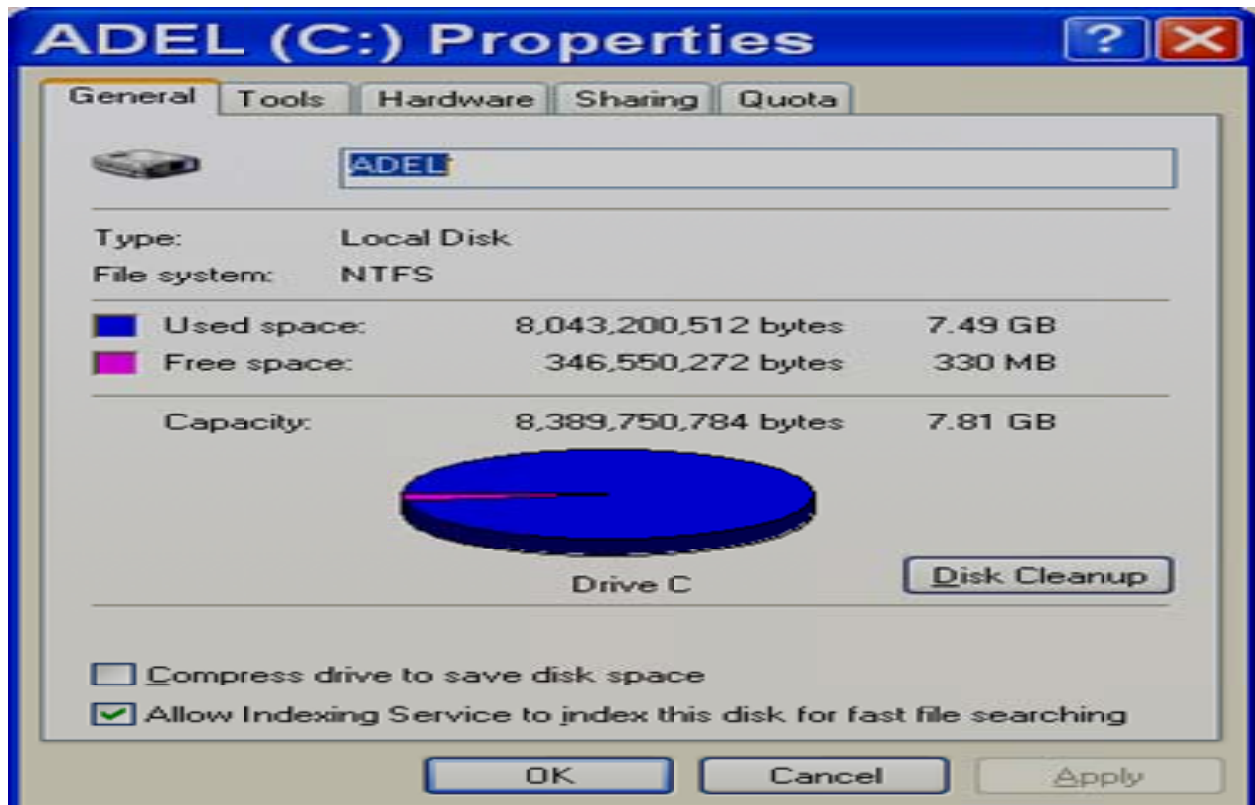 ADEL (C:) Properties ?
General Tools Hardware Sharing Quota
ADEL
Type: Local Disk
File system: NTFS
Used space: 8,043,200,512 bytes 7.49 GB
Free space: 346,550,272 bytes 330 MB
Capacity: 8,389,750,784 bytes 7.81 GB
Drive C
Disk Cleanup
Compress drive to save disk space
Allow Indexing Service to index this disk for fast file searching
OK Cancel Apply